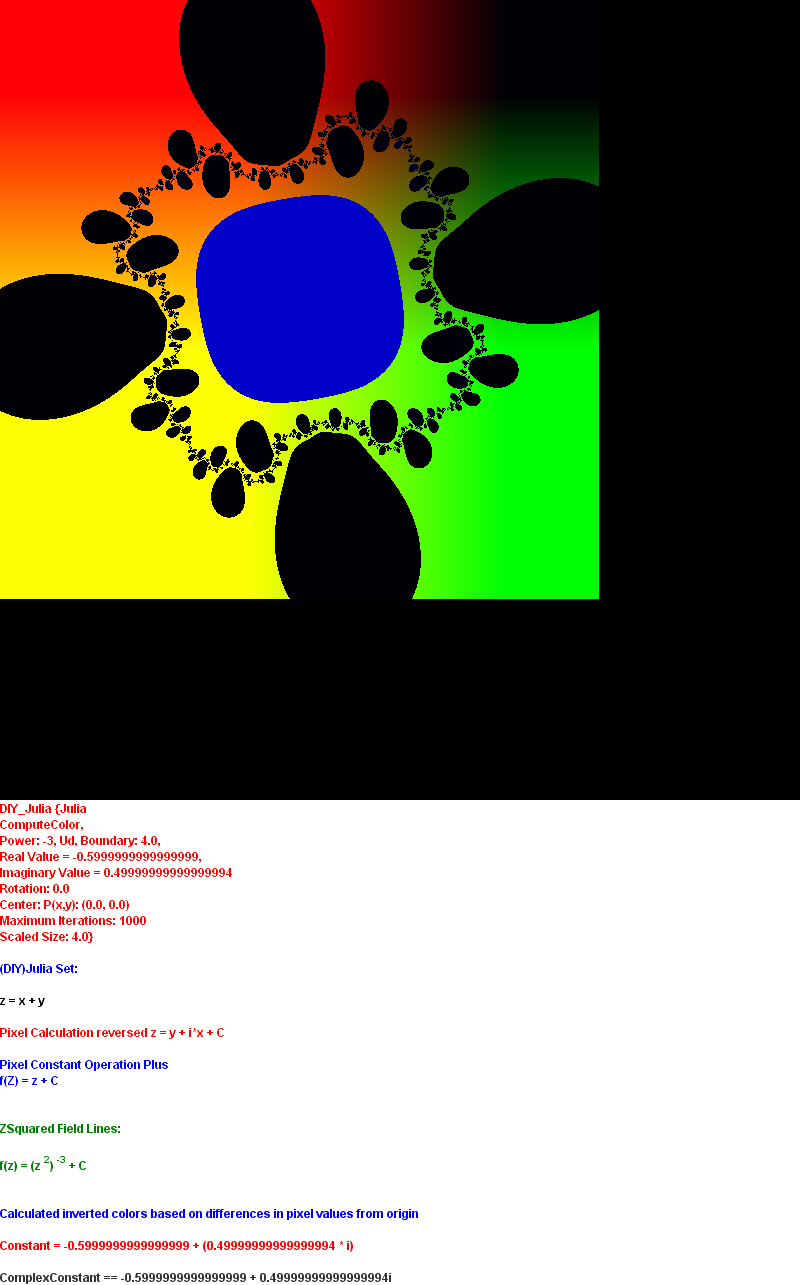 DIY_Julia {Julia
ComputeColor,
Power: -3, Ud, Boundary: 4.0,
Real Value = -0.5999999999999999,
Imaginary Value = 0.49999999999999994
Rotation: 0.0
Center: P(x,y): (0.0, 0.0)
Maximum Iterations: 1000
Scaled Size: 4.0}
(DIY)Julia Set:
z = x + y
Pixel Calculation reversed z = y + i*x + C
Pixel Constant Operation Plus
f(Z) = z + C
ZSquared Field Lines:
f(z) = (z ^2) ^-3 + C
Calculated inverted colors based on differences in pixel values from origin
Constant = -0.5999999999999999 + (0.49999999999999994 * i)
ComplexConstant == -0.5999999999999999 + 0.49999999999999994i